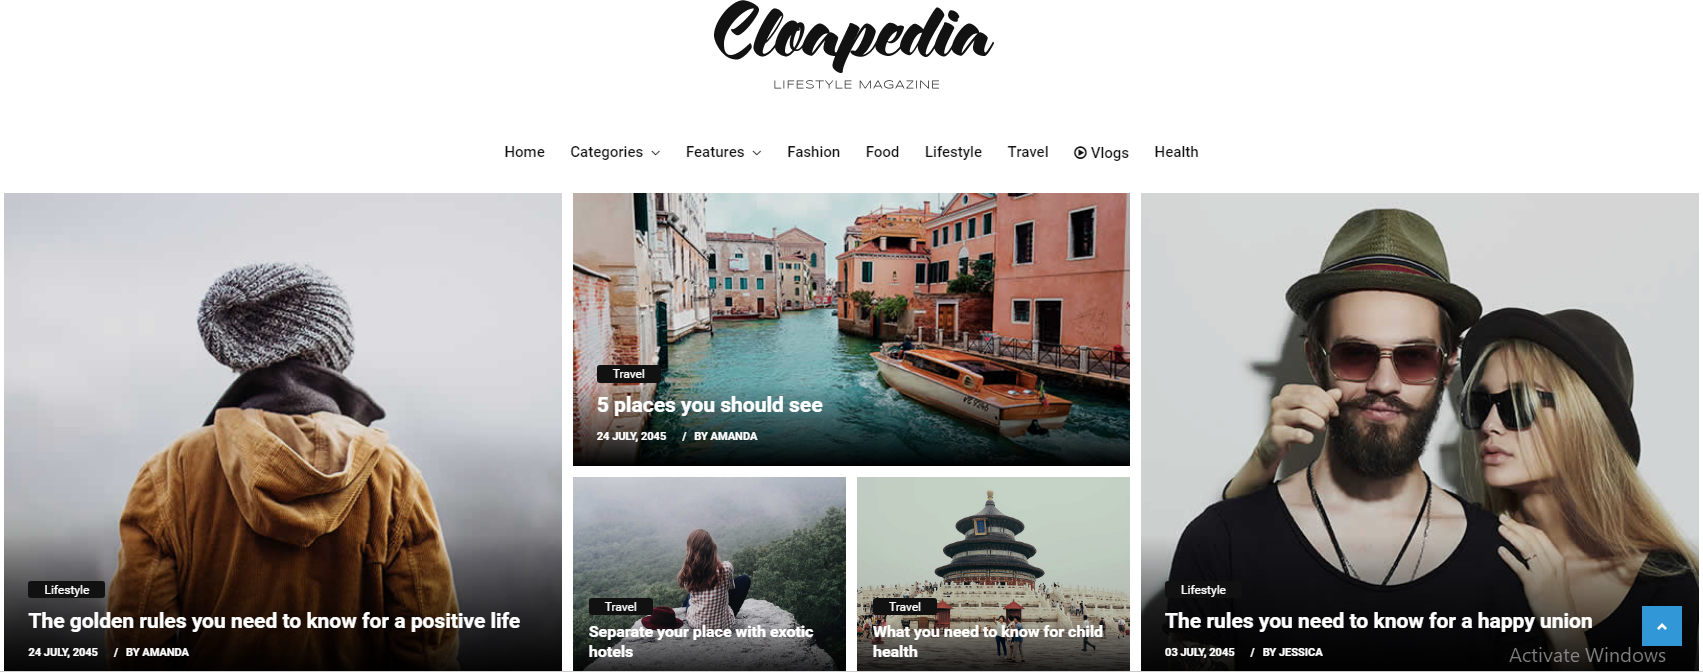 Cloapedia
LIFESTYLE MAGAZINE
Home Categories Features Fashion Food Lifestyle Travel Vlogs Health
Lifestyle
The golden rules you need to know for a positive life
24 JULY, 2045 / BY AMANDA
Travel
5 places you should see
24 JULY, 2045 / BY AMANDA
Travel
Separate your place with exotic
hotels
Travel
What you need to know for child
health
Lifestyle
The rules you need to know for a happy union
03 JULY, 2045 / BY JESSICA
Activate Windows